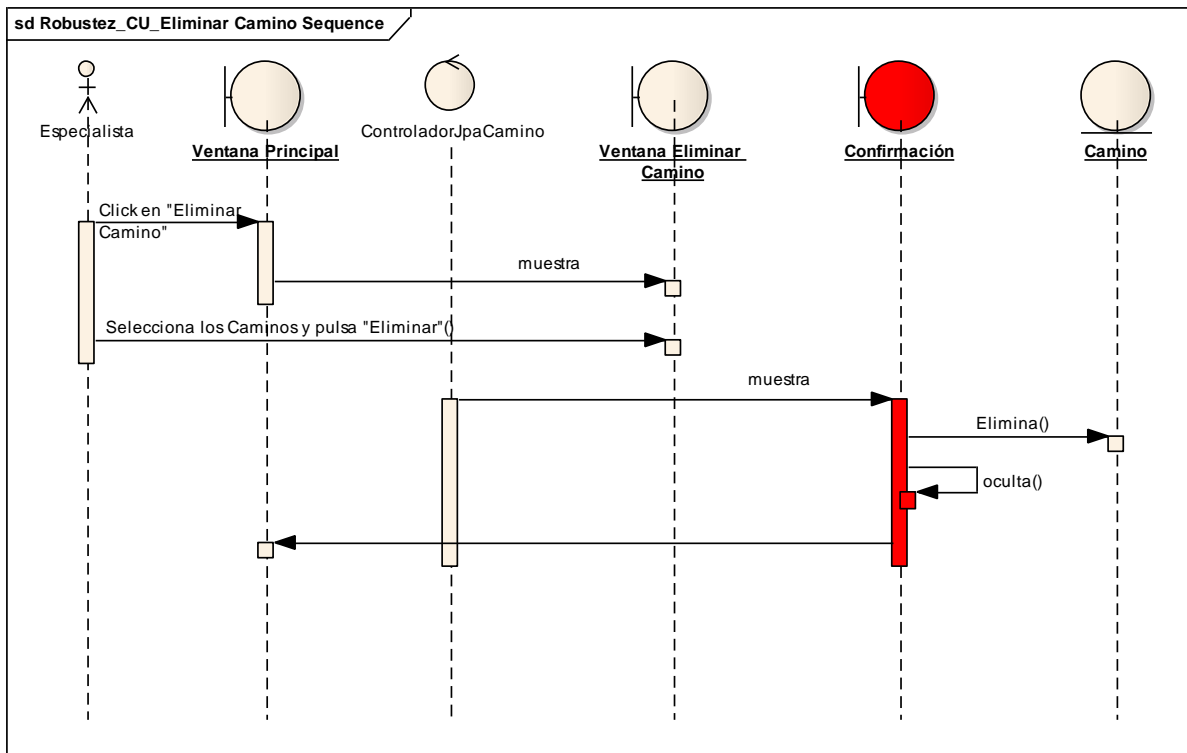 sd Robustez_CU_Eliminar Camino Sequence
Especialista
Ventana Principal
ControladorJpaCamino
Ventana Eliminar
Camino
Confirmación
Camino
Click en "Eliminar
Camino"
muestra
Selecciona los Caminos y pulsa "Eliminar"()
muestra
Elimina()
oculta()